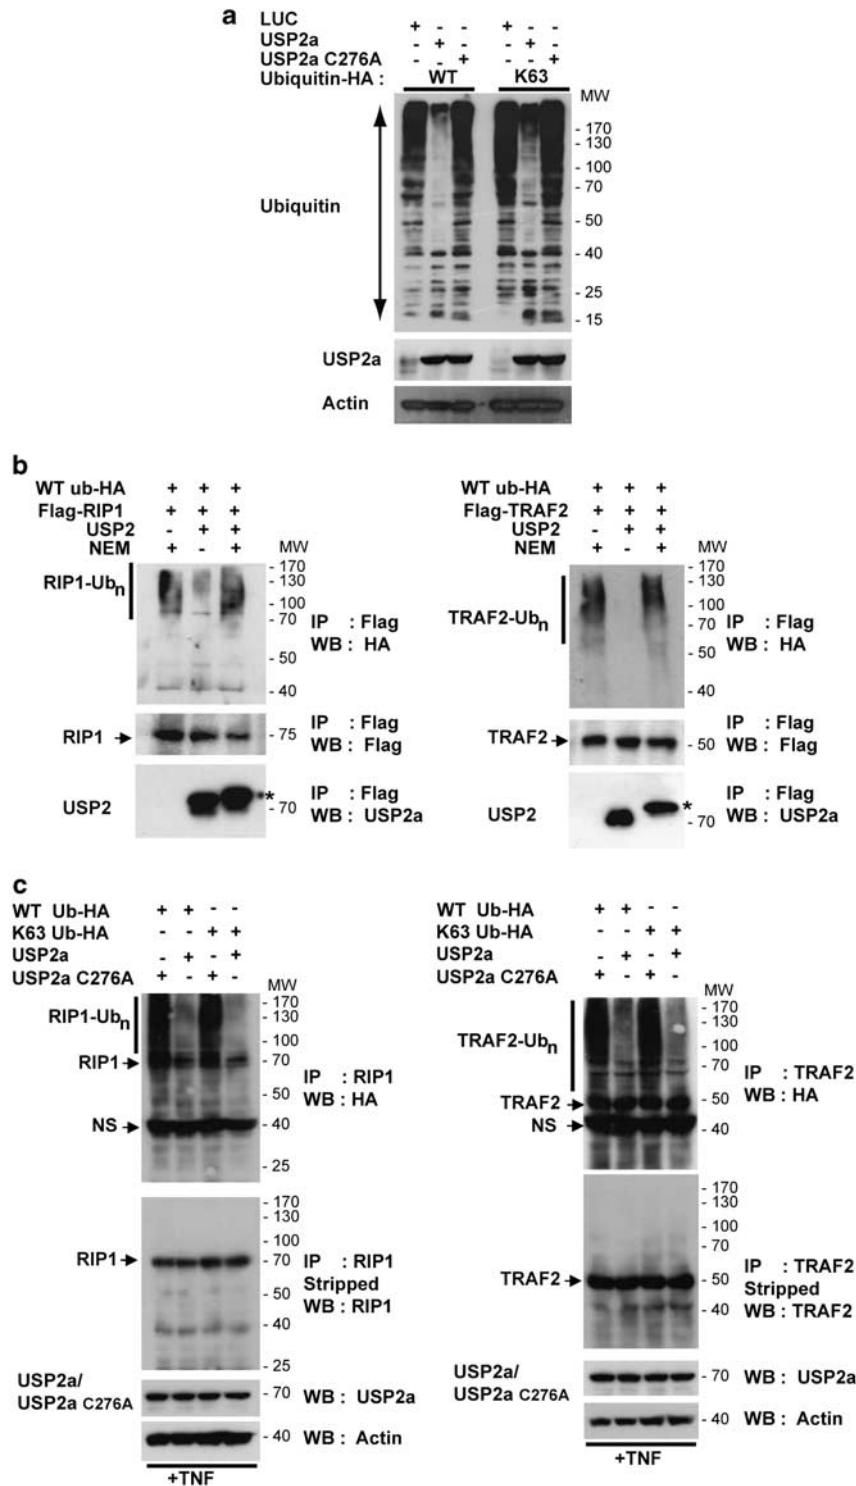 a
LUC + - - + - -
USP2a - + - - + -
USP2a C276A - - + - - +
Ubiquitin-HA : WT K63
MW
Ubiquitin
- 170
- 130
- 100
- 70
- 50
- 40
- 25
- 15
USP2a
Actin
b
WT ub-HA + + +
Flag-RIP1 + + +
USP2 - + +
NEM + - +
MW
RIP1-Ubn
- 170
- 130
- 100
- 70
- 50
- 40
IP : Flag
WB : HA
RIP1
- 75
IP : Flag
WB : Flag
USP2
*
- 70
IP : Flag
WB : USP2a
WT ub-HA + + +
Flag-TRAF2 + + +
USP2 - + +
NEM + - +
MW
TRAF2-Ubn
- 170
- 130
- 100
- 70
- 50
- 40
IP : Flag
WB : HA
TRAF2
- 50
IP : Flag
WB : Flag
USP2
*
- 70
IP : Flag
WB : USP2a
c
WT Ub-HA + + - -
K63 Ub-HA - - + +
USP2a - + - +
USP2a C276A + - + -
MW
RIP1-Ubn
RIP1
NS
- 170
- 130
- 100
- 70
- 50
- 40
- 25
IP : RIP1
WB : HA
RIP1
- 170
- 130
- 100
- 70
- 50
- 40
- 25
IP : RIP1
Stripped
WB : RIP1
USP2a/
USP2a C276A
- 70
WB : USP2a
- 40
WB : Actin
+TNF
WT Ub-HA + + - -
K63 Ub-HA - - + +
USP2a - + - +
USP2a C276A + - + -
MW
TRAF2-Ubn
TRAF2
NS
- 170
- 130
- 100
- 70
- 50
- 40
IP : TRAF2
WB : HA
TRAF2
- 170
- 130
- 100
- 70
- 50
- 40
IP : TRAF2
Stripped
WB : TRAF2
USP2a/
USP2a C276A
- 70
WB : USP2a
- 40
WB : Actin
+TNF